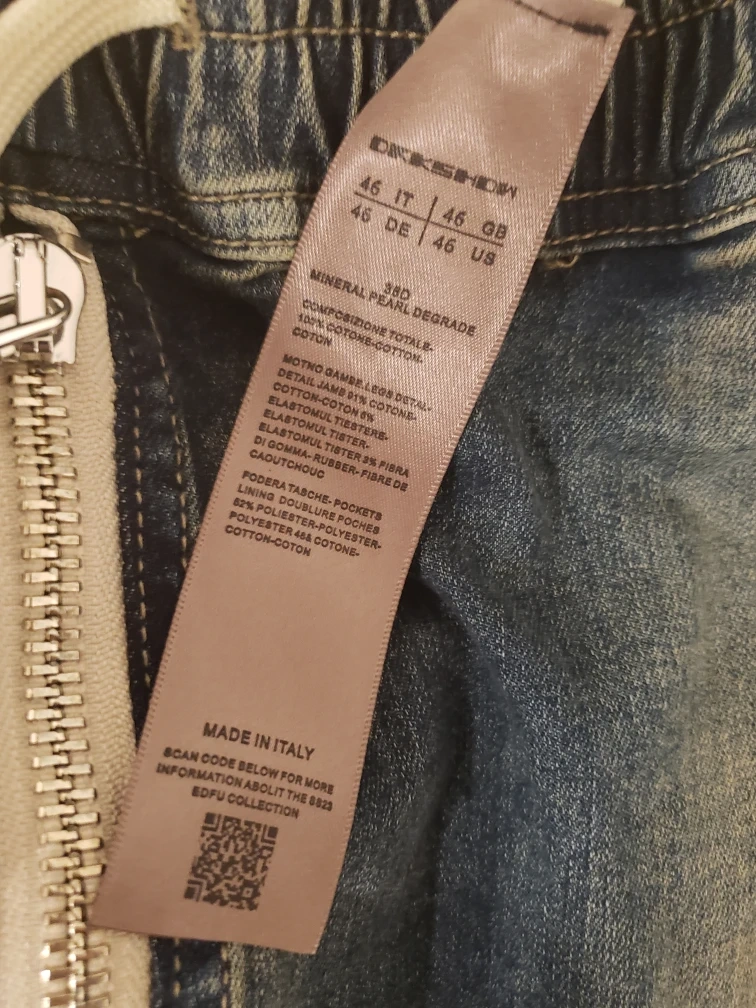 DRKSHDW
46 IT | 46 GB
46 DE | 46 US
38D
MINERAL PEARL DEGRADE
COMPOSIZIONE TOTALE-
100% COTONE-COTTON-
COTON
MOTNO GAMBE.LEGS DETAL-
DETAIL JAMB 91% COTONE-
COTTON-COTON 6%
ELASTOMUL TIESTERE-
ELASTOMUL TISTER-
ELASTOMUL TISTER 3% FIBRA
DI GOMMA- RUBBER- FIBRE DE
CAOUTCHOUC
FODERA TASCHE- POCKETS
LINING DOUBLURE POCHES
62% POLIESTER-POLYESTER-
POLYESTER 48& COTONE-
COTTON-COTON
MADE IN ITALY
SCAN CODE BELOW FOR MORE
INFORMATION ABOLIT THE SS23
EDFU COLLECTION